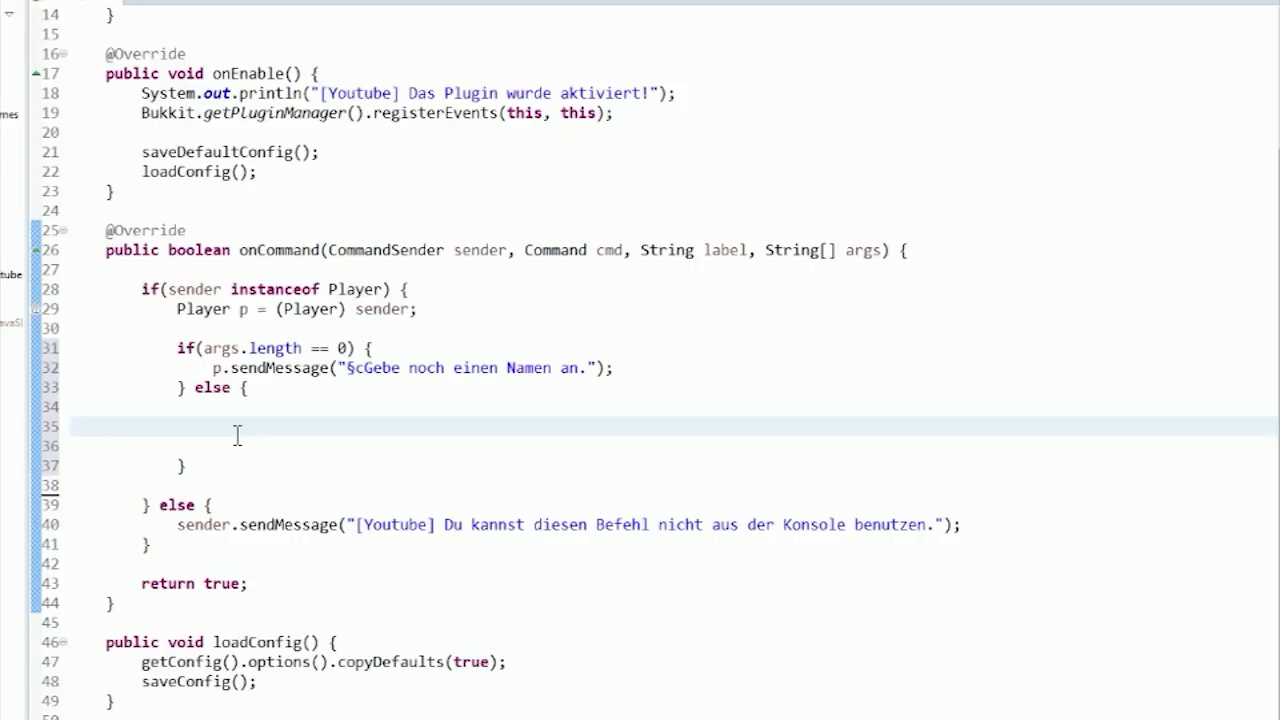 14 }
15
16 @Override
17 public void onEnable() {
18 System.out.println("[Youtube] Das Plugin wurde aktiviert!");
19 Bukkit.getPluginManager().registerEvents(this, this);
20
21 saveDefaultConfig();
22 loadConfig();
23 }
24
25 @Override
26 public boolean onCommand(CommandSender sender, Command cmd, String label, String[] args) {
27
28 if(sender instanceof Player) {
29 Player p = (Player) sender;
30
31 if(args.length == 0) {
32 p.sendMessage("§cGebe noch einen Namen an.");
33 } else {
34
35
36
37 }
38
39 } else {
40 sender.sendMessage("[Youtube] Du kannst diesen Befehl nicht aus der Konsole benutzen.");
41 }
42
43 return true;
44 }
45
46 public void loadConfig() {
47 getConfig().options().copyDefaults(true);
48 saveConfig();
49 }
mes
tube